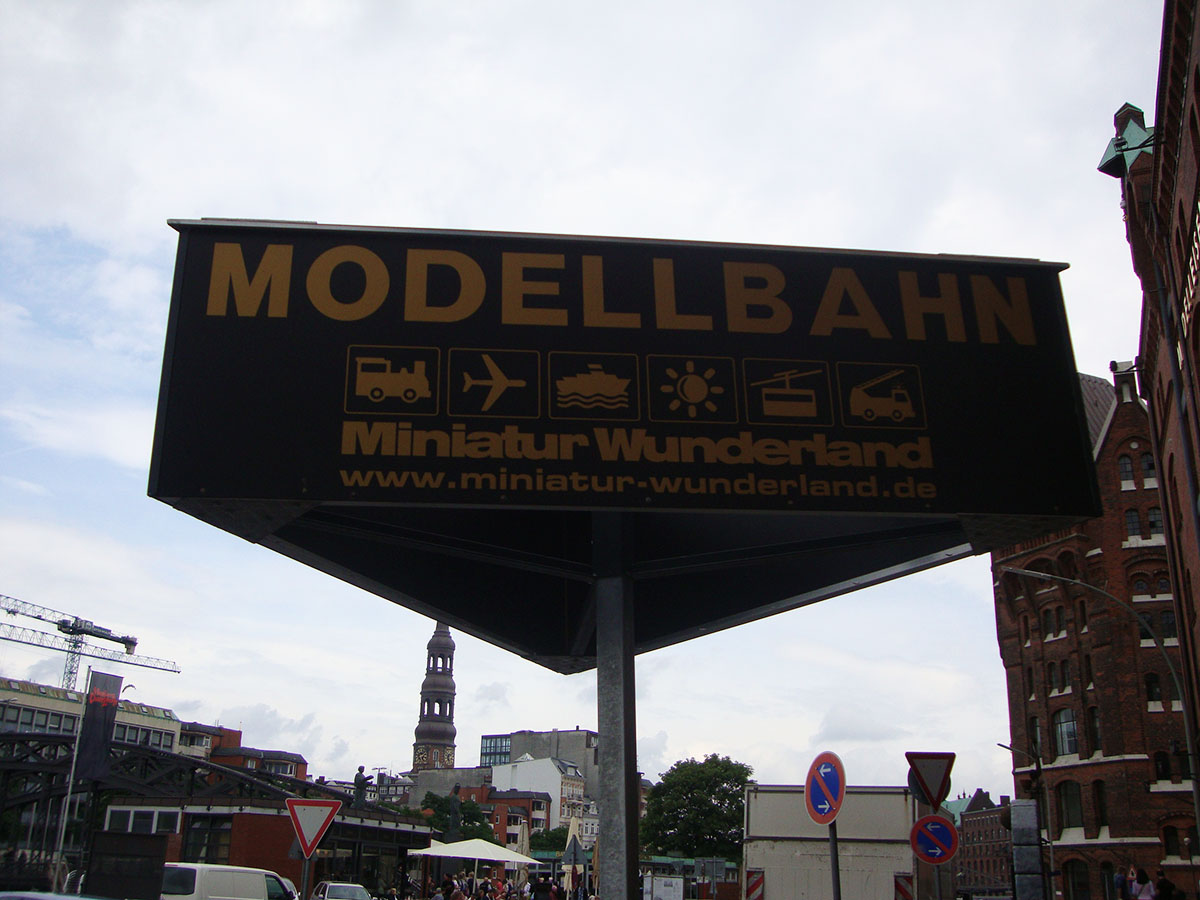 MODELLBAHN
Miniatur Wunderland
www.miniatur-wunderland.de